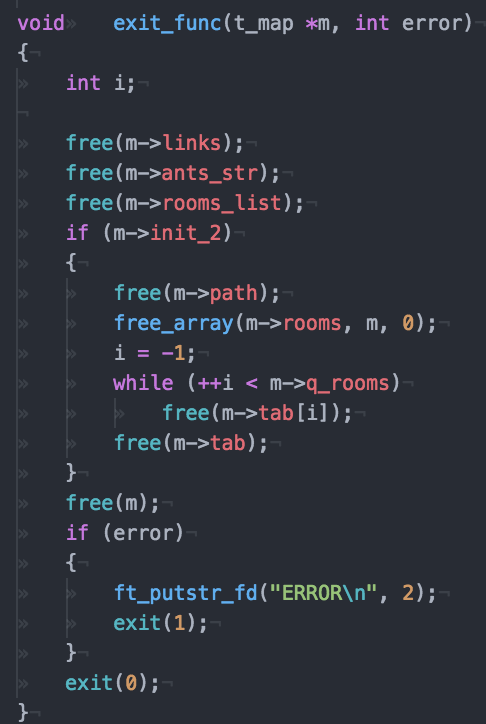 void»   exit_func(t_map *m, int error)
{¬
»   int i;¬
¬
»   free(m->links);¬
»   free(m->ants_str);¬
»   free(m->rooms_list);¬
»   if (m->init_2)¬
»   {¬
»   »   free(m->path);¬
»   »   free_array(m->rooms, m, 0);¬
»   »   i = -1;¬
»   »   while (++i < m->q_rooms)¬
»   »   »   free(m->tab[i]);¬
»   »   free(m->tab);¬
»   }¬
»   free(m);¬
»   if (error)¬
»   {¬
»   »   ft_putstr_fd("ERROR\n", 2);¬
»   »   exit(1);¬
»   }¬
»   exit(0);¬
}¬